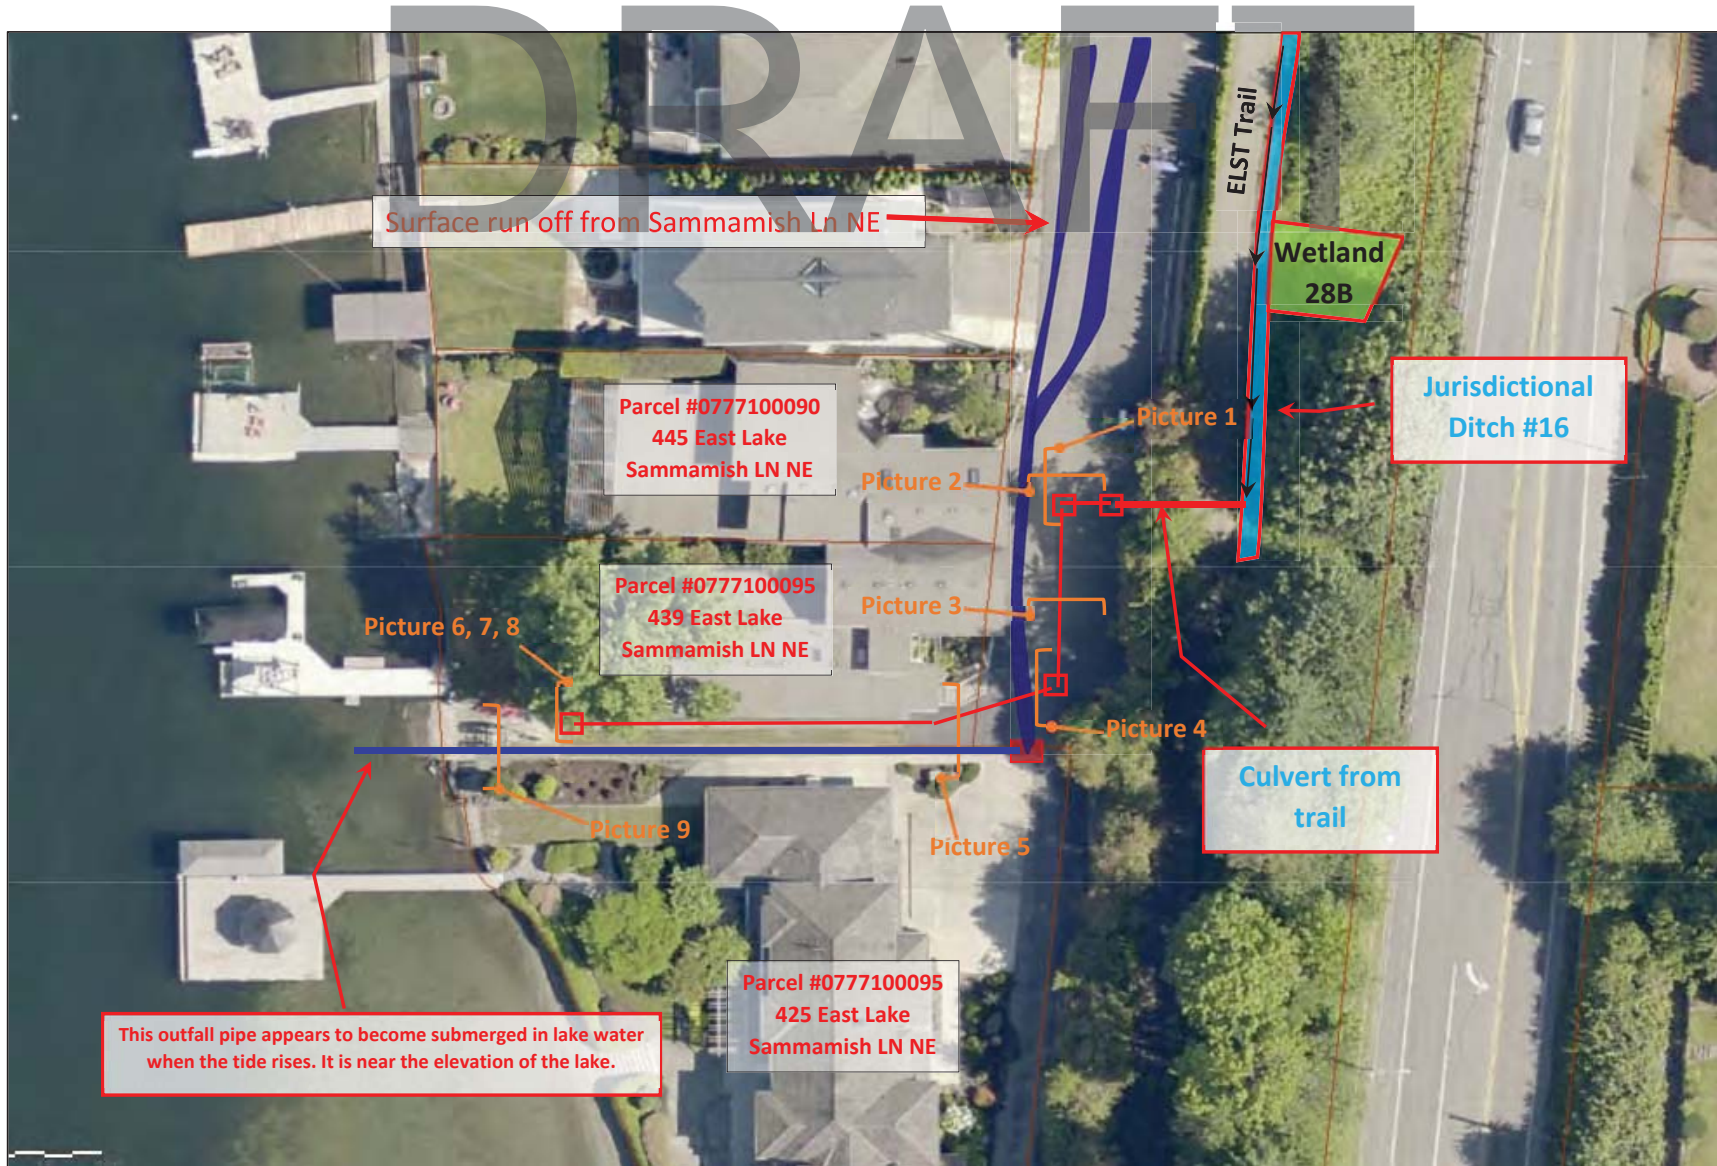 DRAFT
ELST Trail
Surface run off from Sammamish Ln NE
Wetland
28B
Parcel #0777100090
445 East Lake
Sammamish LN NE
Jurisdictional
Ditch #16
Picture 1
Picture 2
Parcel #0777100095
439 East Lake
Sammamish LN NE
Picture 3
Picture 6, 7, 8
Picture 4
Culvert from
trail
Picture 9
Picture 5
Parcel #0777100095
425 East Lake
Sammamish LN NE
This outfall pipe appears to become submerged in lake water
when the tide rises. It is near the elevation of the lake.